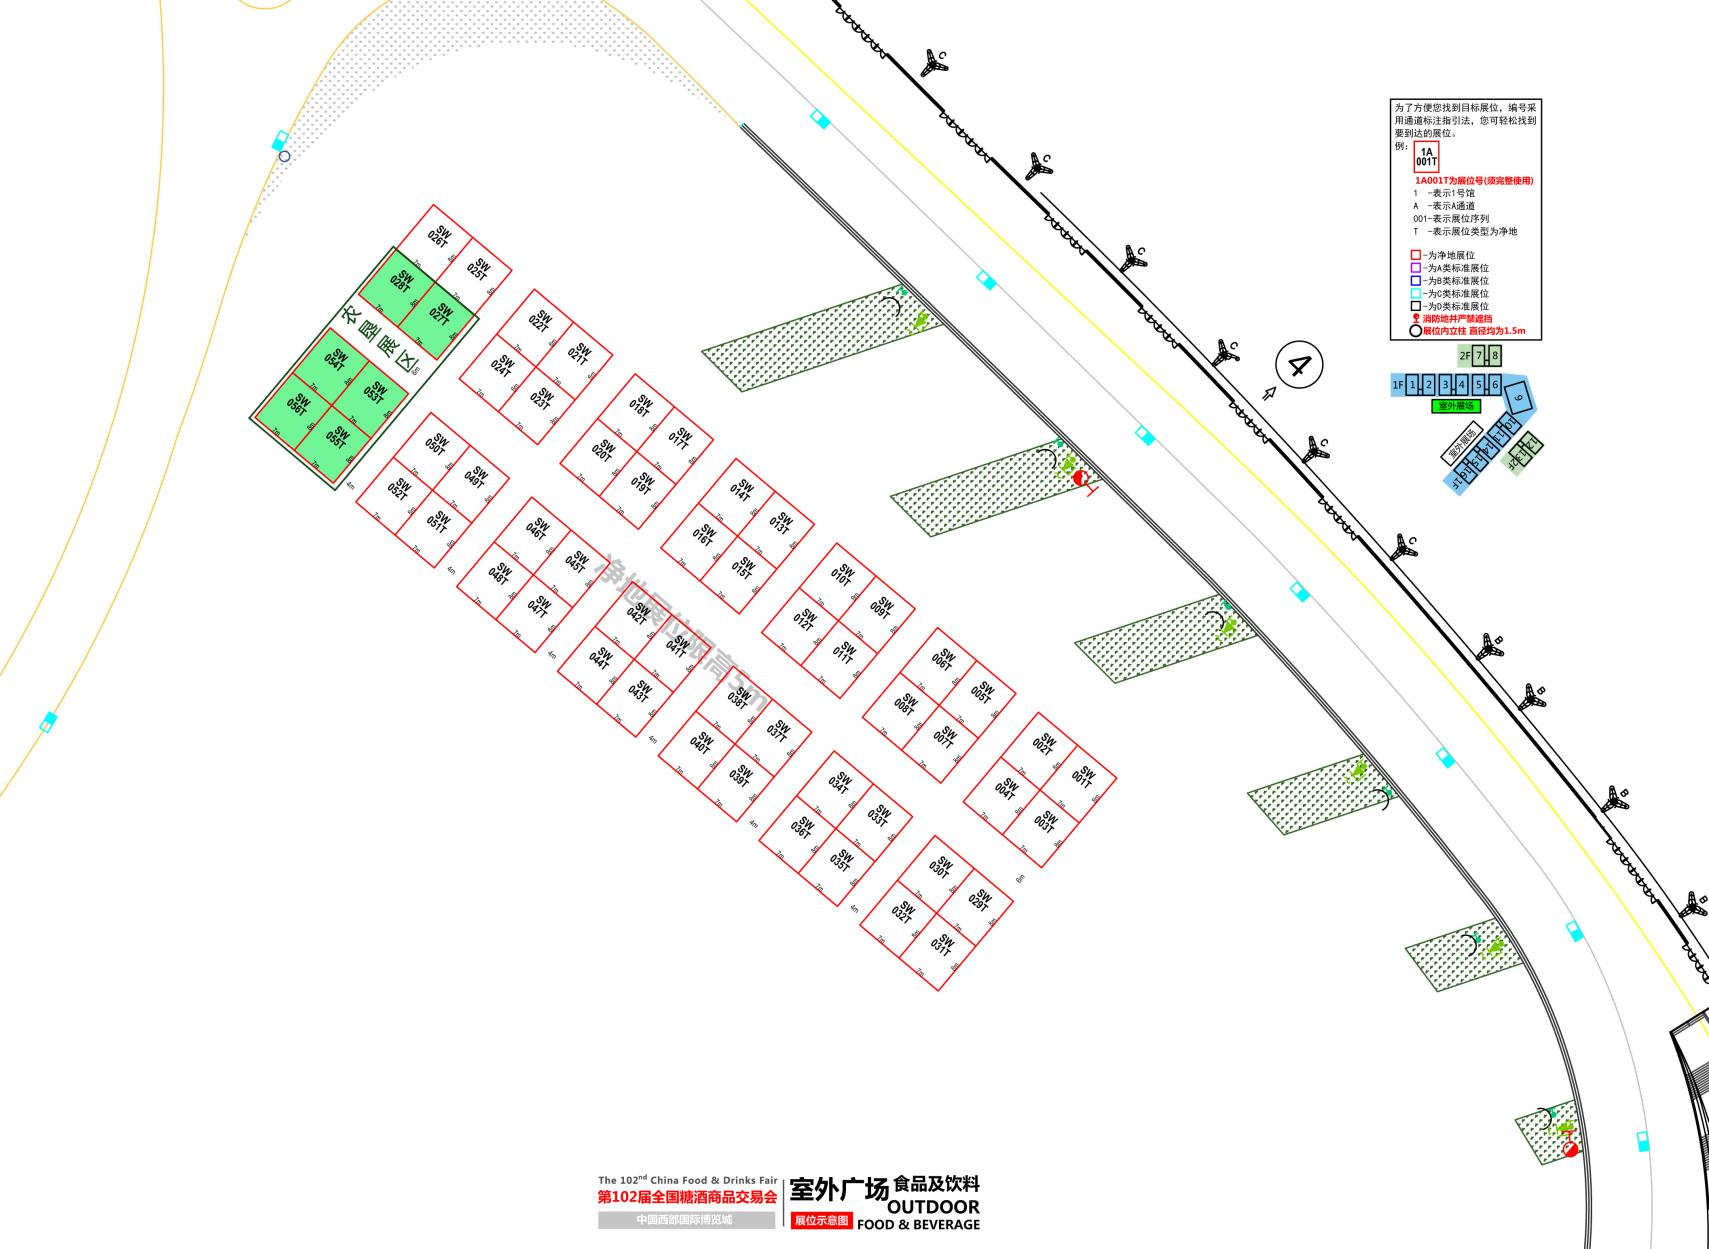 为了方便您找到目标展位，编号采
用通道标注指引法，您可轻松找到
要到达的展位。
例：
1A
001T
1A001T为展位号(须完整使用)
1 -表示1号馆
A -表示A通道
001-表示展位序列
T -表示展位类型为净地
-为净地展位
-为A类标准展位
-为B类标准展位
-为C类标准展位
-为D类标准展位
消防地井严禁遮挡
展位内立柱 直径均为1.5m
2F 7 8
1F 1 2 3 4 5 6
9
室外展场
室外展场
4
SW
026T
SW
025T
SW
028T
SW
027T
农垦展区
SW
054T
SW
053T
SW
056T
SW
055T
SW
022T
SW
021T
SW
024T
SW
023T
SW
018T
SW
017T
SW
020T
SW
019T
SW
014T
SW
013T
SW
016T
SW
015T
SW
010T
SW
009T
SW
012T
SW
011T
SW
006T
SW
005T
SW
008T
SW
007T
SW
002T
SW
001T
SW
004T
SW
003T
SW
050T
SW
049T
SW
052T
SW
051T
SW
046T
SW
045T
SW
048T
SW
047T
净地展位限高5m
SW
042T
SW
041T
SW
044T
SW
043T
SW
038T
SW
037T
SW
040T
SW
039T
SW
034T
SW
033T
SW
036T
SW
035T
SW
030T
SW
029T
SW
032T
SW
031T
The 102nd China Food & Drinks Fair
第102届全国糖酒商品交易会
中国西部国际博览城
室外广场
展位示意图
食品及饮料
OUTDOOR
FOOD & BEVERAGE